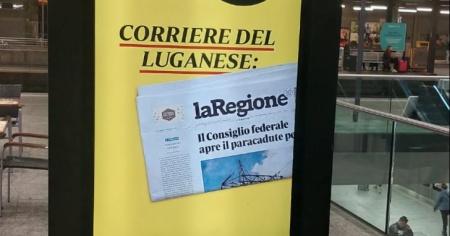 CORRIERE DEL
LUGANESE:
laRegione
Il Consiglio federale
apre il paracadute pe